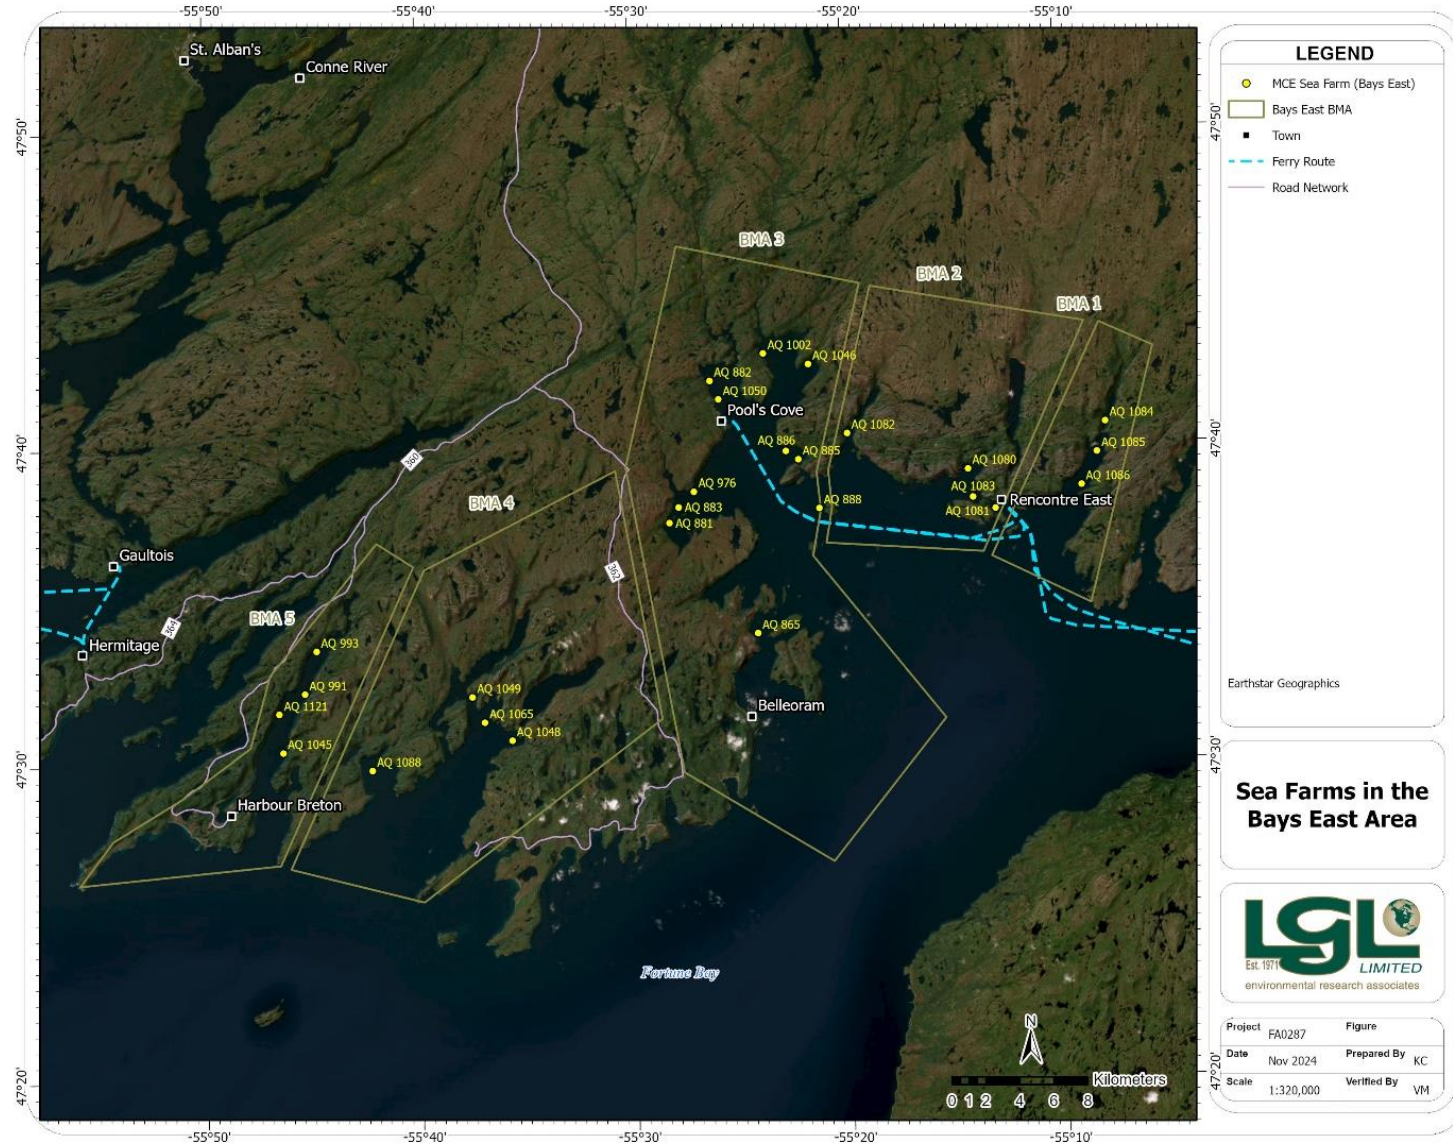 -55°50'
-55°40'
-55°30'
-55°20'
-55°10'
47°50'
47°40'
47°30'
47°20'
St. Alban's
Conne River
BMA 3
BMA 2
BMA 1
AQ 1002
AQ 1046
AQ 882
AQ 1050
Pool's Cove
AQ 1084
AQ 1082
AQ 886
AQ 885
AQ 1085
360
AQ 1080
AQ 976
AQ 1083
AQ 1086
BMA 4
Rencontre East
AQ 883
AQ 888
AQ 1081
AQ 881
Gaultois
362
BMA 5
364
AQ 865
Hermitage
AQ 993
AQ 991
AQ 1049
Belleoram
AQ 1121
AQ 1065
AQ 1048
AQ 1045
AQ 1088
Harbour Breton
Fortune Bay
N
Kilometers
0 1 2 4 6 8
47°50'
47°40'
47°30'
47°20'
-55°50'
-55°40'
-55°30'
-55°20'
-55°10'
LEGEND
MCE Sea Farm (Bays East)
Bays East BMA
Town
Ferry Route
Road Network
Earthstar Geographics
Sea Farms in the
Bays East Area
LGL
Est. 1971
LIMITED
environmental research associates
Project FA0287 Figure
Date Nov 2024 Prepared By KC
Scale 1:320,000 Verified By VM